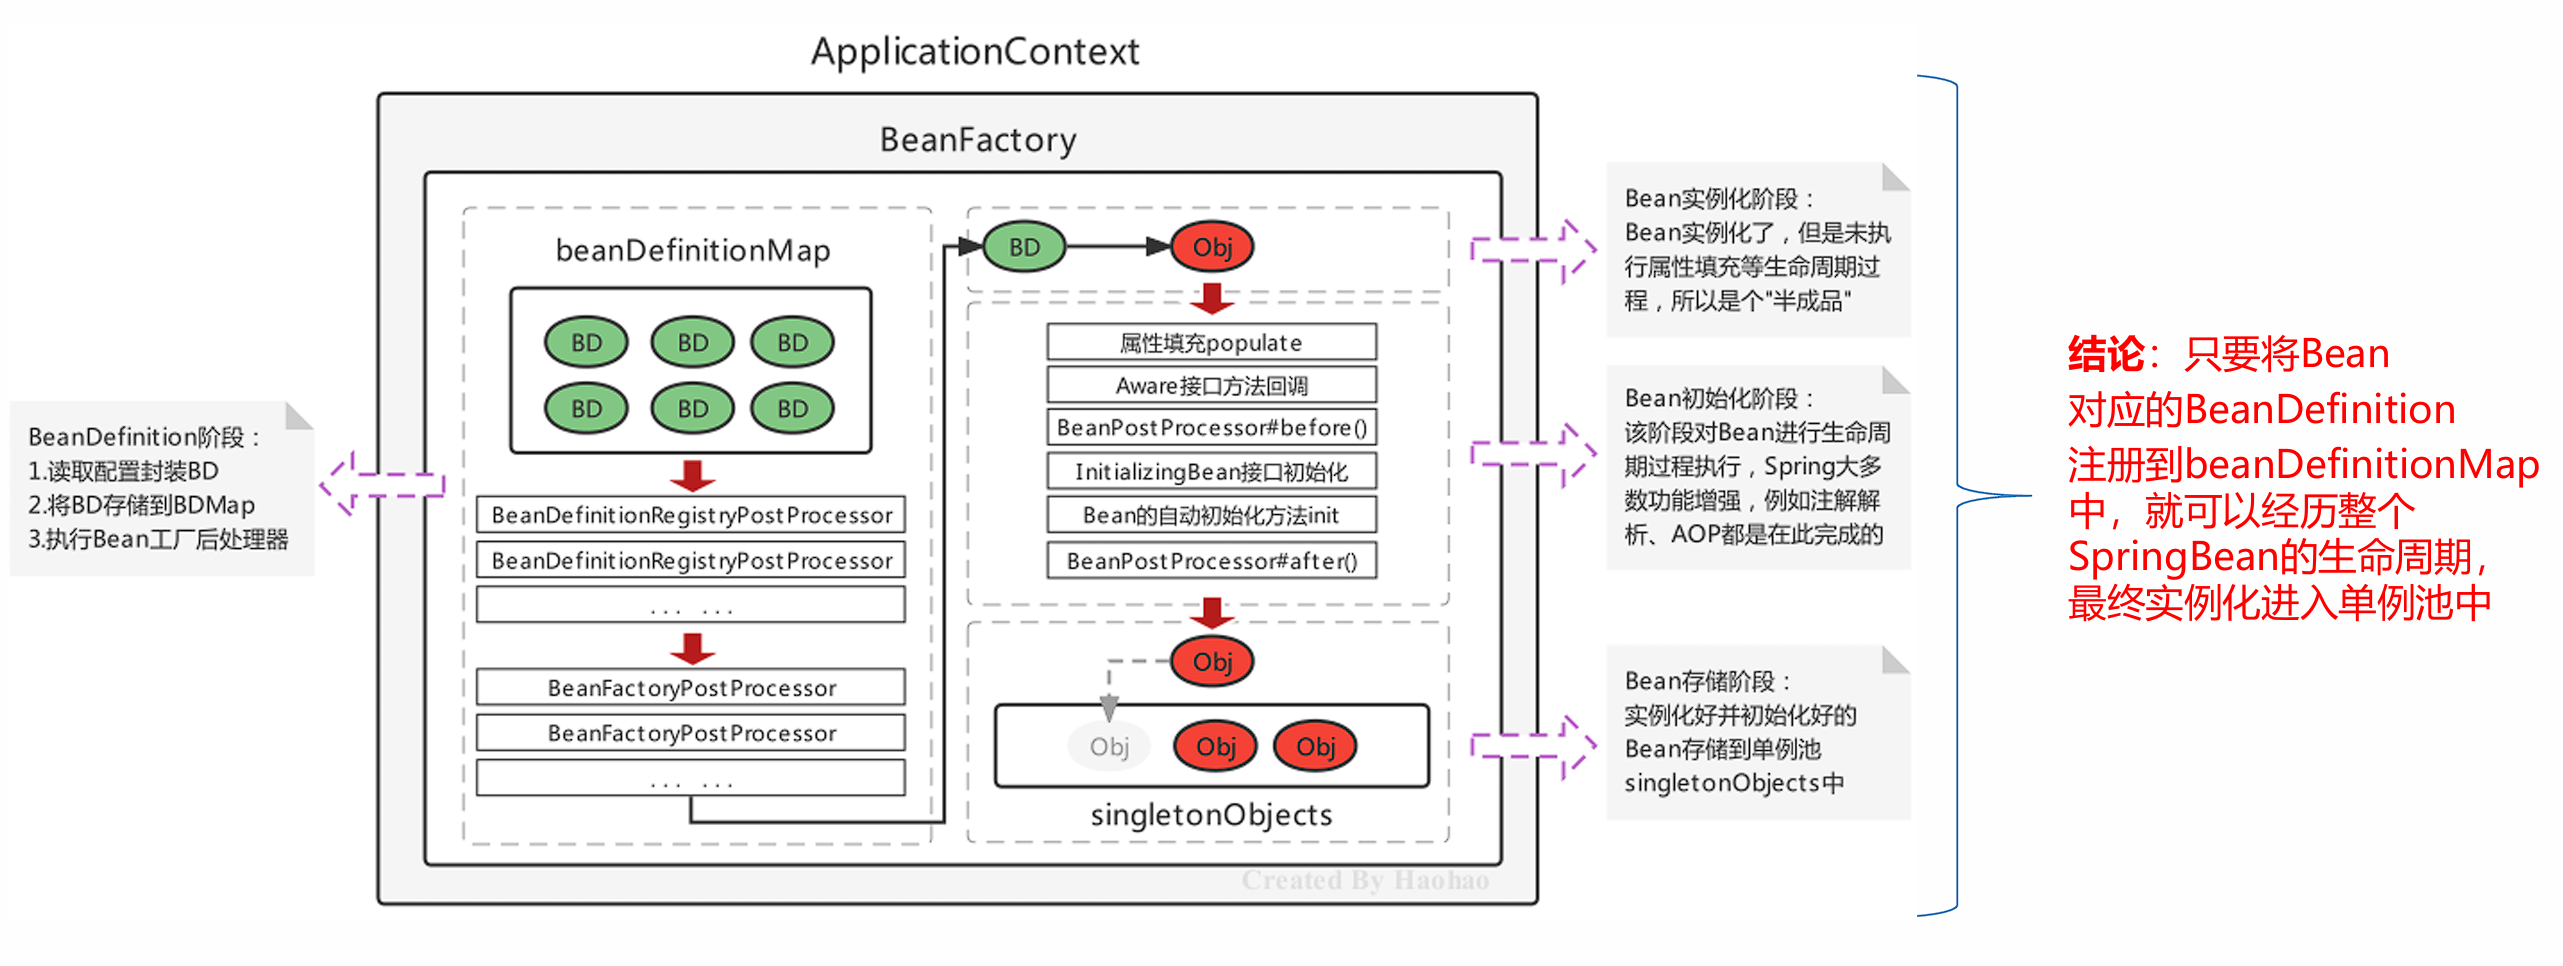 ApplicationContext
BeanFactory
beanDefinitionMap
BD
BD
BD
BD
BD
BD
BeanDefinitionRegistryPostProcessor
BeanDefinitionRegistryPostProcessor
... ...
BeanFactoryPostProcessor
BeanFactoryPostProcessor
... ...
BeanDefinition阶段：
1.读取配置封装BD
2.将BD存储到BDMap
3.执行Bean工厂后处理器
BD
Obj
属性填充populate
Aware接口方法回调
BeanPostProcessor#before()
InitializingBean接口初始化
Bean的自动初始化方法init
BeanPostProcessor#after()
Obj
Obj
Obj
Obj
singletonObjects
Created By Haohao
Bean实例化阶段：
Bean实例化了，但是未执
行属性填充等生命周期过
程，所以是个"半成品"
Bean初始化阶段：
该阶段对Bean进行生命周
期过程执行，Spring大多
数功能增强，例如注解解
析、AOP都是在此完成的
Bean存储阶段：
实例化好并初始化好的
Bean存储到单例池
singletonObjects中
结论：只要将Bean
对应的BeanDefinition
注册到beanDefinitionMap
中，就可以经历整个
SpringBean的生命周期，
最终实例化进入单例池中